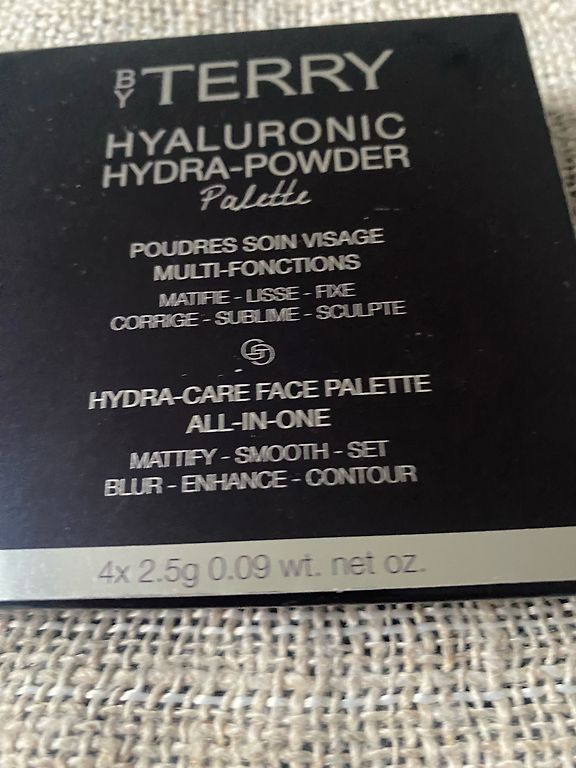 BY TERRY
HYALURONIC
HYDRA-POWDER
Palette
POUDRES SOIN VISAGE
MULTI-FONCTIONS
MATIFIE - LISSE - FIXE
CORRIGE - SUBLIME - SCULPTE
HYDRA-CARE FACE PALETTE
ALL-IN-ONE
MATTIFY - SMOOTH - SET
BLUR - ENHANCE - CONTOUR
4x 2.5g 0.09 wt. net oz.